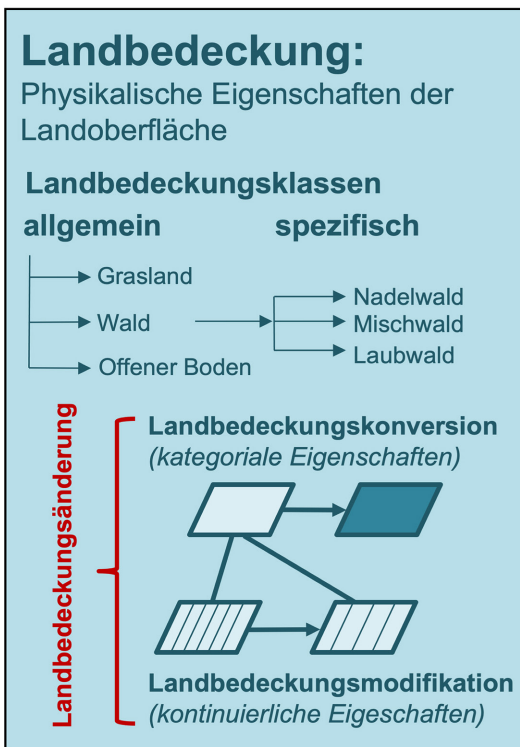 Landbedeckung:
Physikalische Eigenschaften der
Landoberfläche
Landbedeckungsklassen
allgemein spezifisch
Grasland
Wald
Offener Boden
Nadelwald
Mischwald
Laubwald
Landbedeckungsänderung
Landbedeckungskonversion
(kategoriale Eigenschaften)
Landbedeckungsmodifikation
(kontinuierliche Eigeschaften)